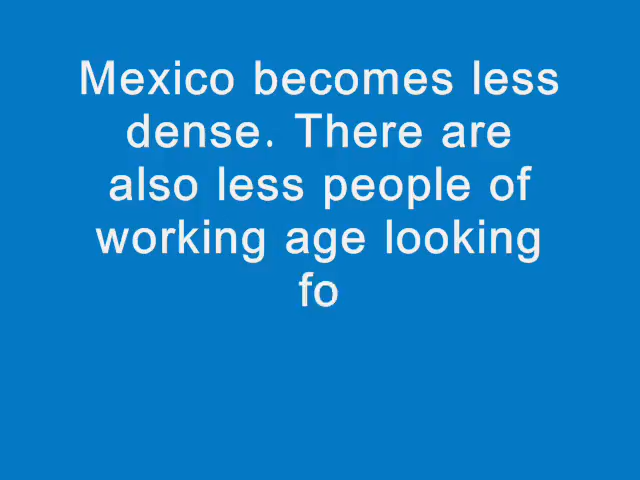 Mexico becomes less
dense. There are
also less people of
working age looking
fo